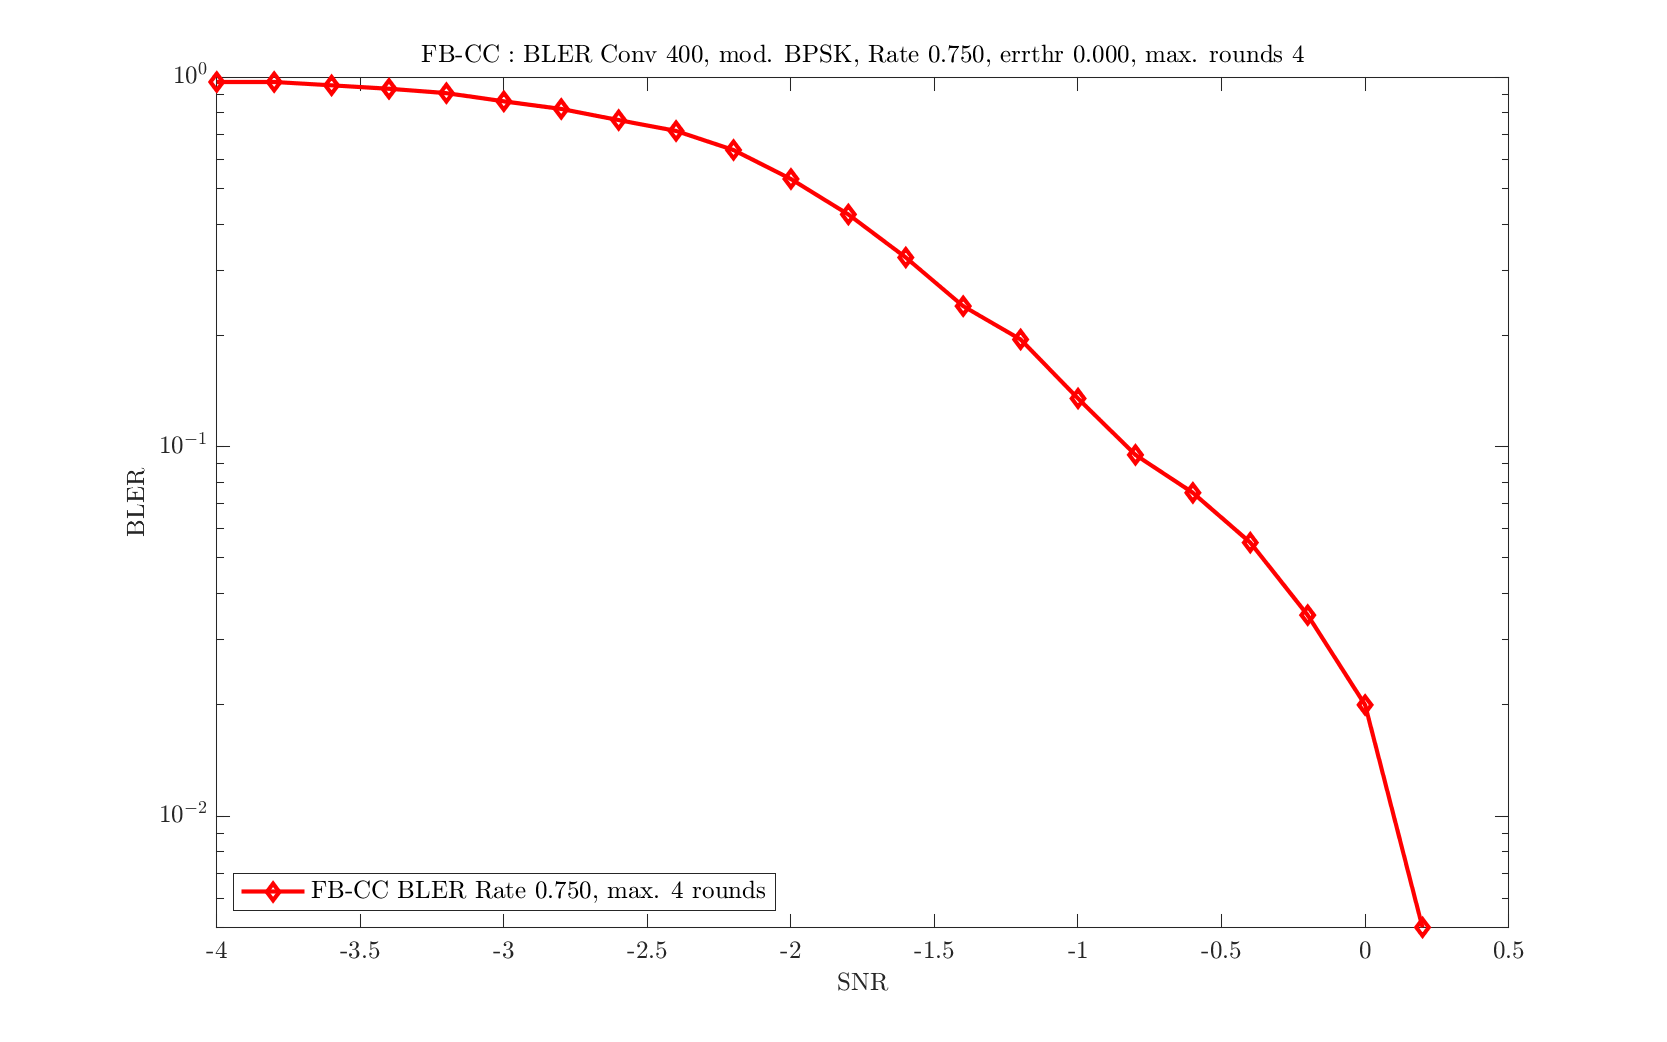 FB-CC : BLER Conv 400, mod. BPSK, Rate 0.750, errthr 0.000, max. rounds 4
10^0
10^-1
10^-2
BLER
FB-CC BLER Rate 0.750, max. 4 rounds
-4 -3.5 -3 -2.5 -2 -1.5 -1 -0.5 0 0.5
SNR